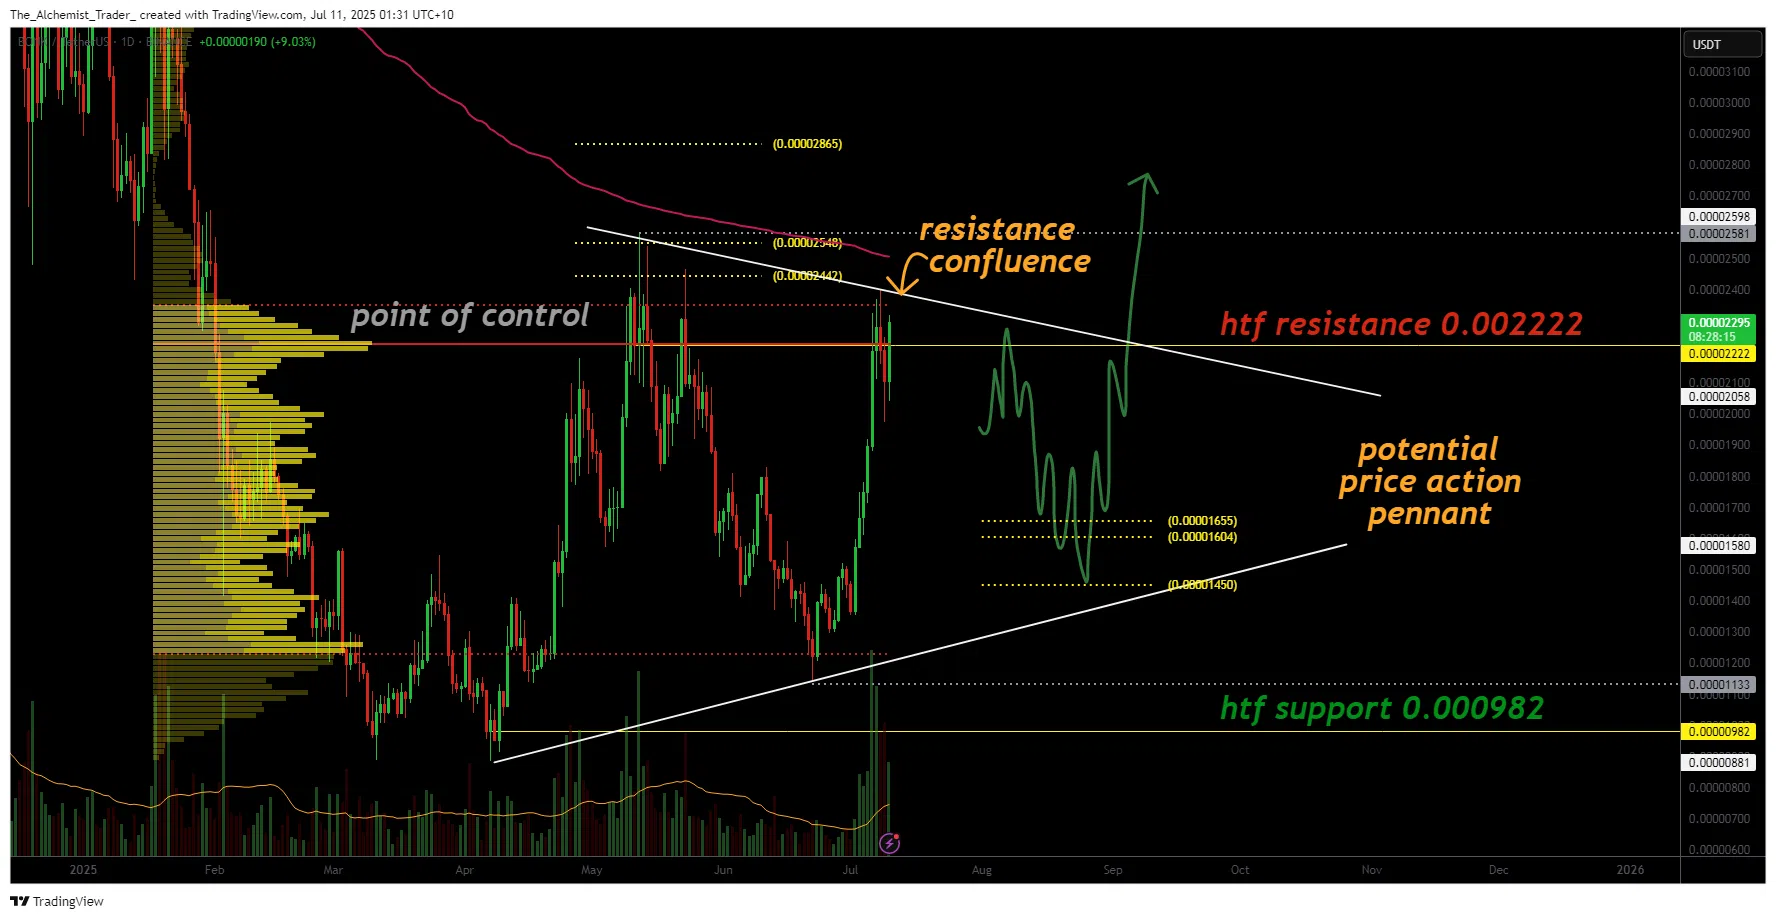 The_Alchemist_Trader_ created with TradingView.com, Jul 11, 2025 01:31 UTC+10
1D
+0.00000190 (+9.03%)
USDT
0.00003100
0.00003000
0.00002900
(0.00002865)
0.00002800
0.00002700
0.00002598
resistance
0.00002581
(0.00002548)
confluence
0.00002500
(0.00002442)
0.00002400
point of control
htf resistance 0.002222
0.00002295
08:28:15
0.00002222
0.00002100
0.00002058
0.00002000
potential
0.00001900
price action
0.00001800
pennant
0.00001700
(0.00001655)
(0.00001604)
0.00001580
0.00001500
(0.00001450)
0.00001400
0.00001300
0.00001200
0.00001133
0.00001100
htf support 0.000982
0.00000982
0.00000881
0.00000800
0.00000700
0.00000600
2025 Feb Mar Apr May Jun Jul Aug Sep Oct Nov Dec 2026
TradingView